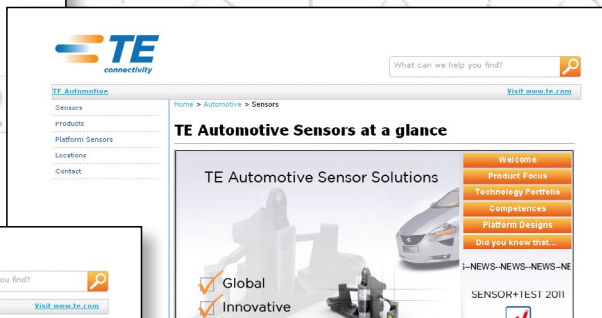 TE
connectivity
What can we help you find?
TE Automotive
Visit www.te.com
Sensors
Products
Platform Sensors
Locations
Contact
Home > Automotive > Sensors
TE Automotive Sensors at a glance
TE Automotive Sensor Solutions
Global
Innovative
Welcome
Product Focus
Technology Portfolio
Competences
Platform Designs
Did you know that...
-NEWS--NEWS--NEWS--NE
SENSOR+TEST 2011
you find?
Visit www.te.com